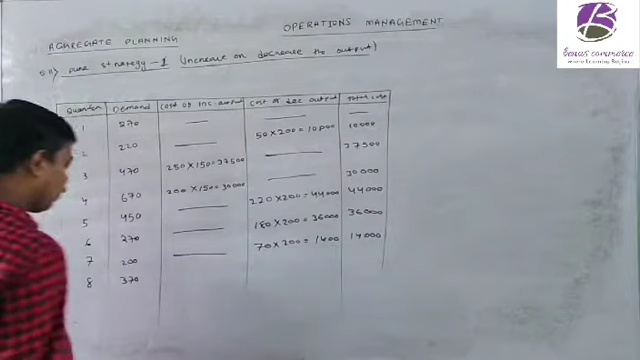 OPERATIONS MANAGEMENT
AGGREGATE PLANNING
pure strategy - 1 (Increase or decrease the output)
Quarter Demand Cost of inc output Cost of dec output Total cost
1 270 — — —
2 220 — 50 x 200 = 10000 10000
3 470 250 x 150 = 37500 — 37500
4 670 200 x 150 = 30000 — 30000
5 450 — 220 x 200 = 44000 44000
6 270 — 180 x 200 = 36000 36000
7 200 — 70 x 200 = 1400 14000
8 370
B
benus commerce